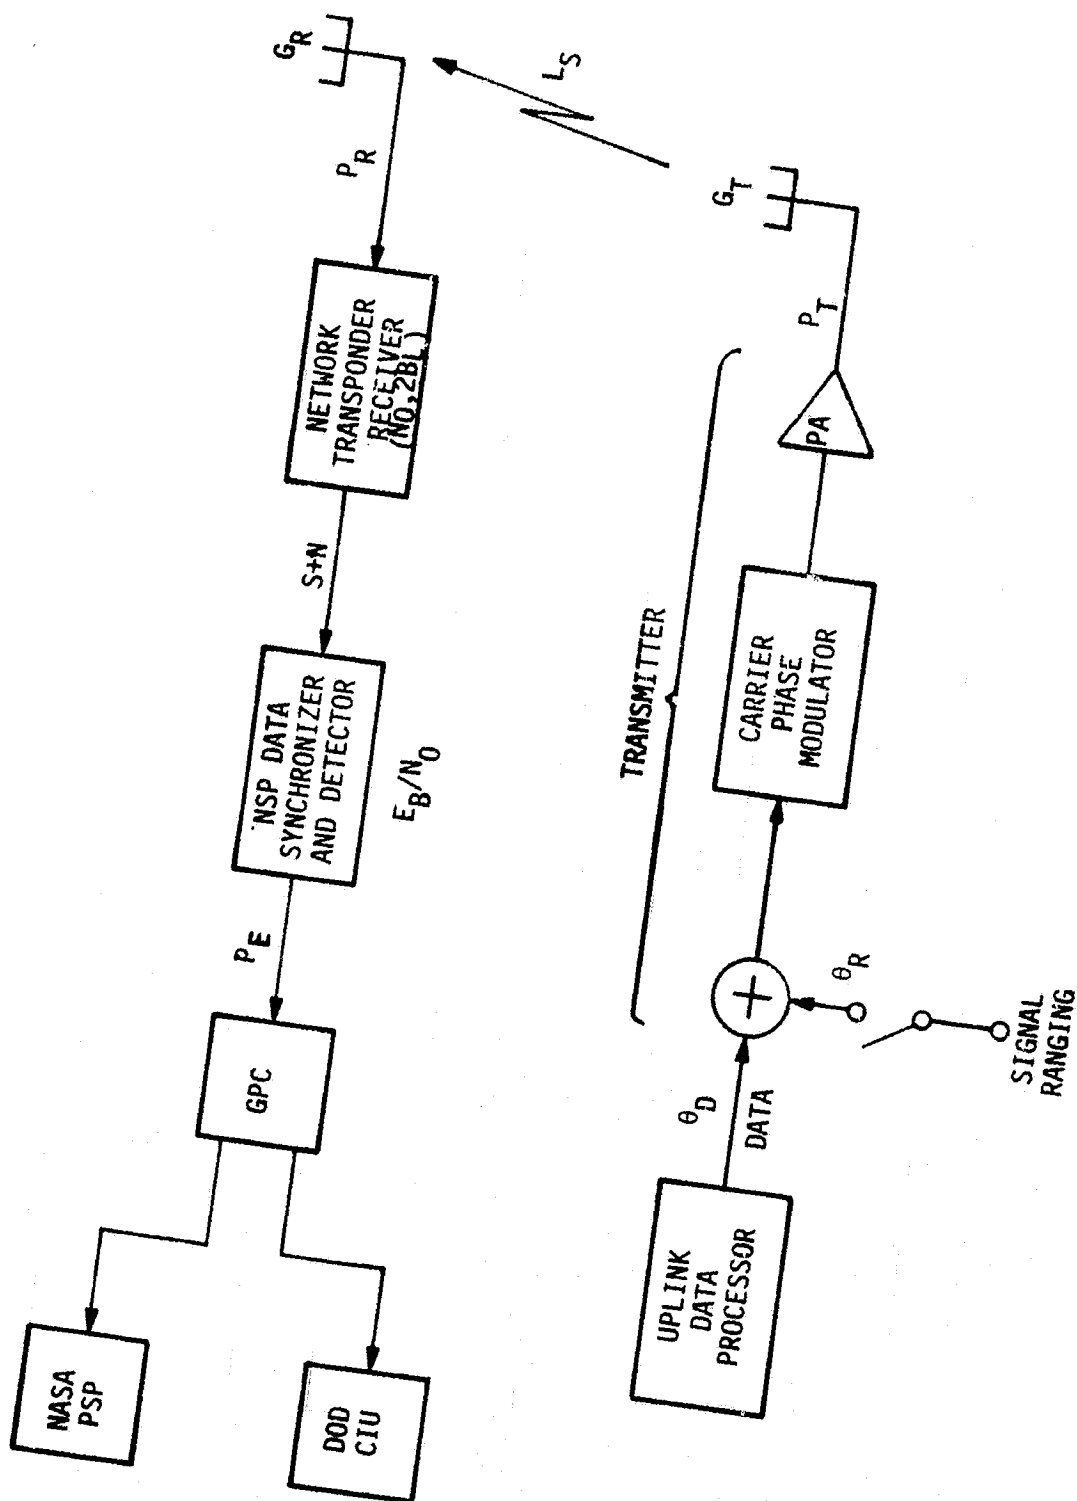 G_R
P_R
NETWORK
TRANSPONDER
RECEIVER
(NO,2BL)
S+N
NSP DATA
SYNCHRONIZER
AND DETECTOR
E_B/N_O
P_E
GPC
NASA
PSP
DOD
CIU
L_S
G_T
P_T
PA
TRANSMITTER
CARRIER
PHASE
MODULATOR
θ_R
SIGNAL
RANGING
θ_D
DATA
UPLINK
DATA
PROCESSOR